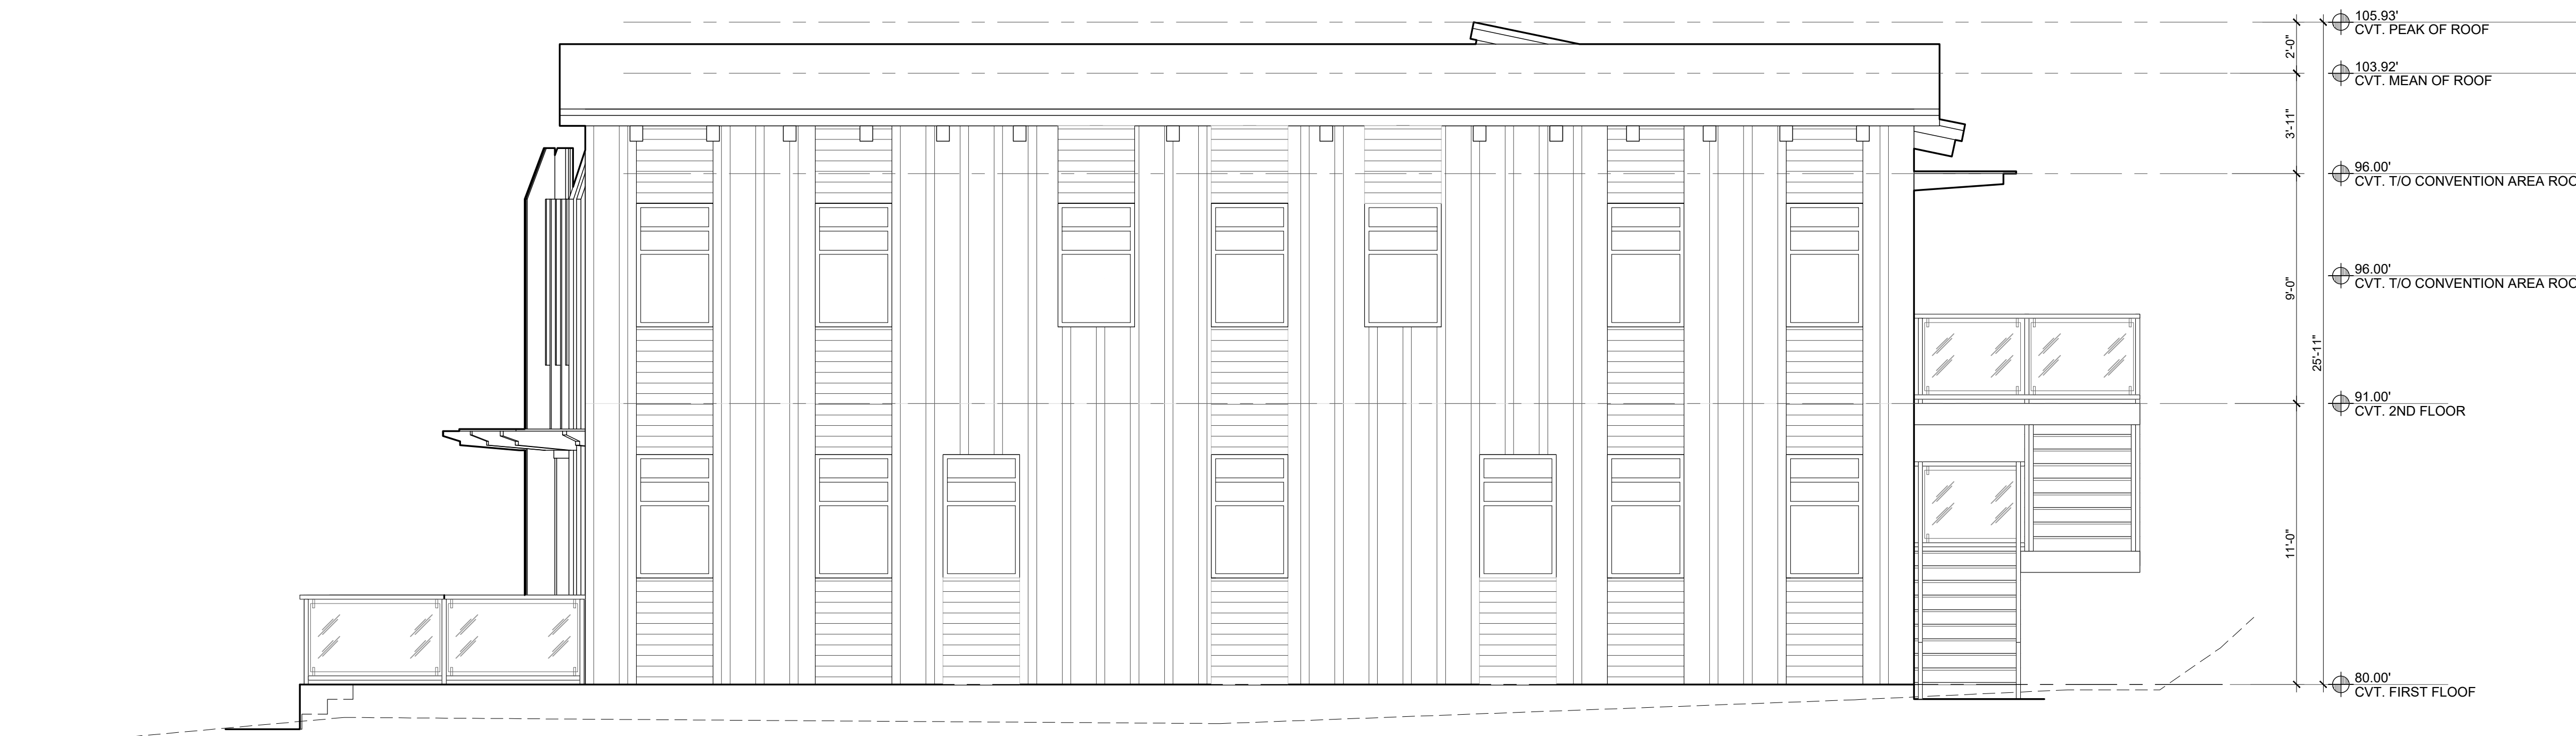 105.93'
CVT. PEAK OF ROOF
2'-0"
103.92'
CVT. MEAN OF ROOF
3'-11"
96.00'
CVT. T/O CONVENTION AREA ROO
9'-0"
96.00'
CVT. T/O CONVENTION AREA ROO
25'-11"
91.00'
CVT. 2ND FLOOR
11'-0"
80.00'
CVT. FIRST FLOOF